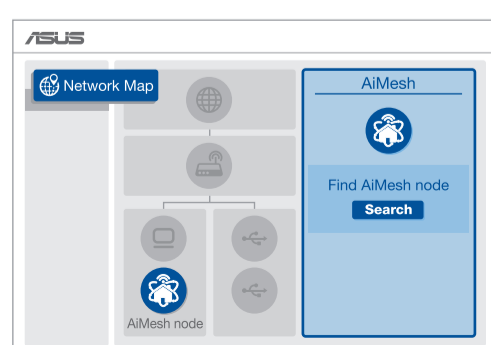 ASUS
Network Map
AiMesh
Find AiMesh node
Search
AiMesh node